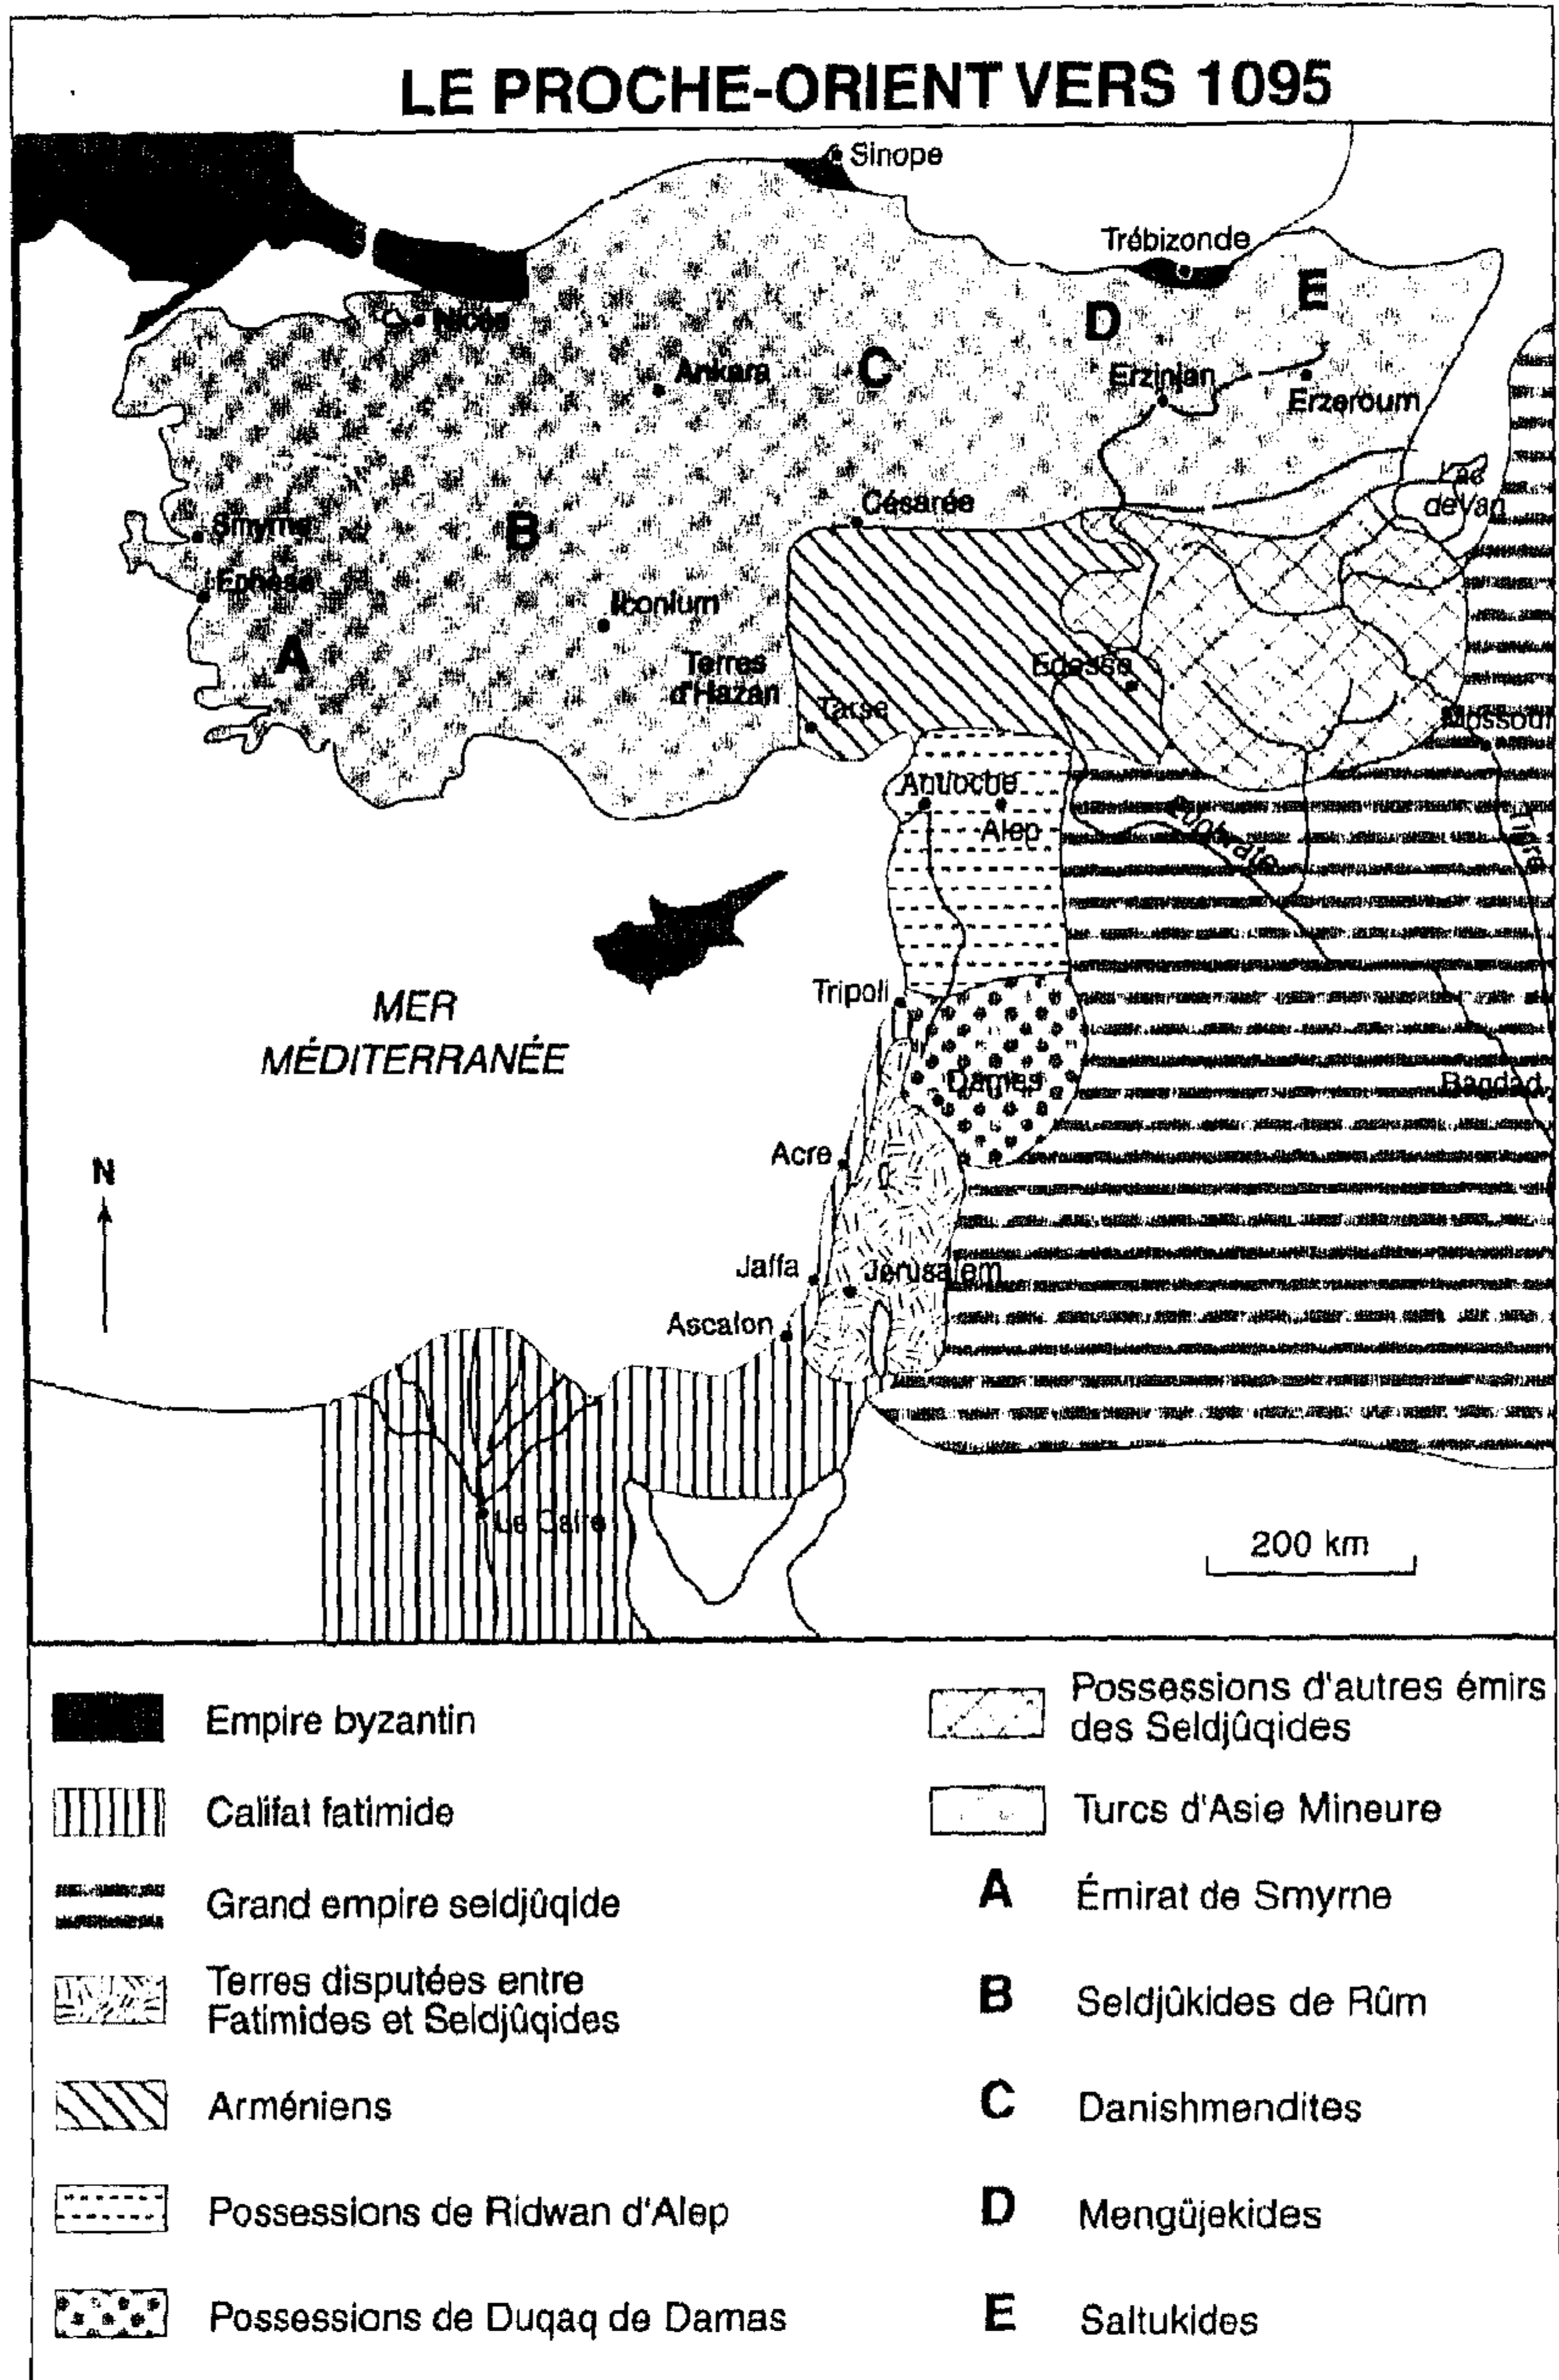 LE PROCHE-ORIENT VERS 1095
Sinope
Trébizonde
E
D
Nicée
Ankara
C
Erzinjan
Erzeroum
Lac
de Van
Césarée
Smyrne
B
Ephèse
Iconium
A
Terres
d'Hazan
Edesse
Tarse
Mossoul
Antioche
Alep
Euphrate
Tigre
Tripoli
MER
MÉDITERRANÉE
Damas
Bagdad
Acre
N
Jaffa
Jérusalem
Ascalon
Le Caire
200 km
Empire byzantin
Califat fatimide
Grand empire seldjûqide
Terres disputées entre
Fatimides et Seldjûqides
Arméniens
Possessions de Ridwan d'Alep
Possessions de Duqaq de Damas
Possessions d'autres émirs
des Seldjûqides
Turcs d'Asie Mineure
A Émirat de Smyrne
B Seldjûkides de Rûm
C Danishmendites
D Mengûjekides
E Saltukides